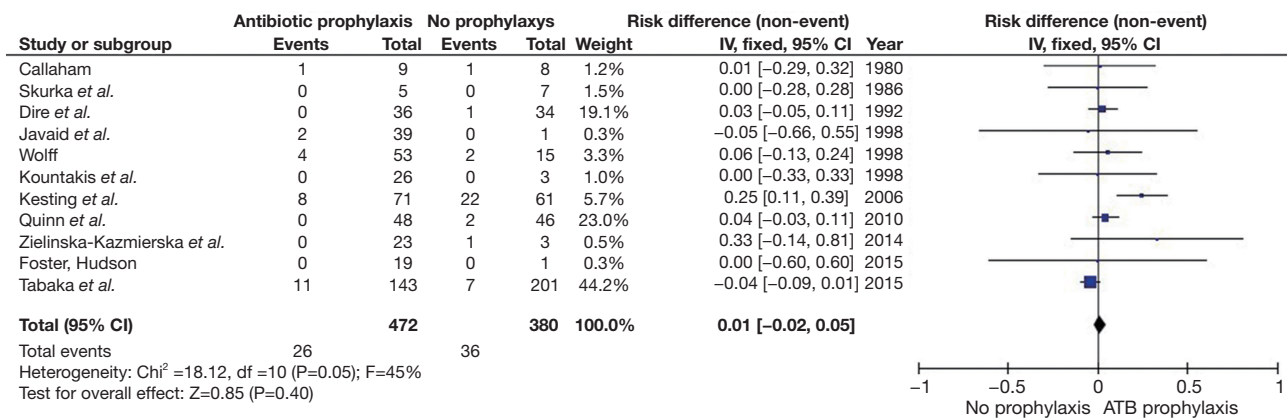 Antibiotic prophylaxis No prophylaxys Risk difference (non-event) Risk difference (non-event)
Study or subgroup Events Total Events Total Weight IV, fixed, 95% CI Year IV, fixed, 95% CI
Callaham 1 9 1 8 1.2% 0.01 [−0.29, 0.32] 1980
Skurka et al. 0 5 0 7 1.5% 0.00 [−0.28, 0.28] 1986
Dire et al. 0 36 1 34 19.1% 0.03 [−0.05, 0.11] 1992
Javaid et al. 2 39 0 1 0.3% −0.05 [−0.66, 0.55] 1998
Wolff 4 53 2 15 3.3% 0.06 [−0.13, 0.24] 1998
Kountakis et al. 0 26 0 3 1.0% 0.00 [−0.33, 0.33] 1998
Kesting et al. 8 71 22 61 5.7% 0.25 [0.11, 0.39] 2006
Quinn et al. 0 48 2 46 23.0% 0.04 [−0.03, 0.11] 2010
Zielinska-Kazmierska et al. 0 23 1 3 0.5% 0.33 [−0.14, 0.81] 2014
Foster, Hudson 0 19 0 1 0.3% 0.00 [−0.60, 0.60] 2015
Tabaka et al. 11 143 7 201 44.2% −0.04 [−0.09, 0.01] 2015
Total (95% CI) 472 380 100.0% 0.01 [−0.02, 0.05]
Total events 26 36
Heterogeneity: Chi² =18.12, df =10 (P=0.05); F=45%
Test for overall effect: Z=0.85 (P=0.40)
−1 −0.5 0 0.5 1
No prophylaxis ATB prophylaxis